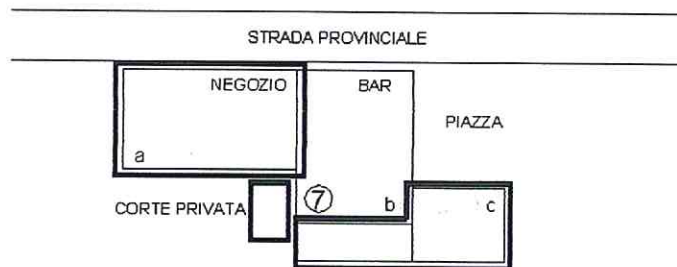 STRADA PROVINCIALE
NEGOZIO
BAR
PIAZZA
a
CORTE PRIVATA
7
b
c